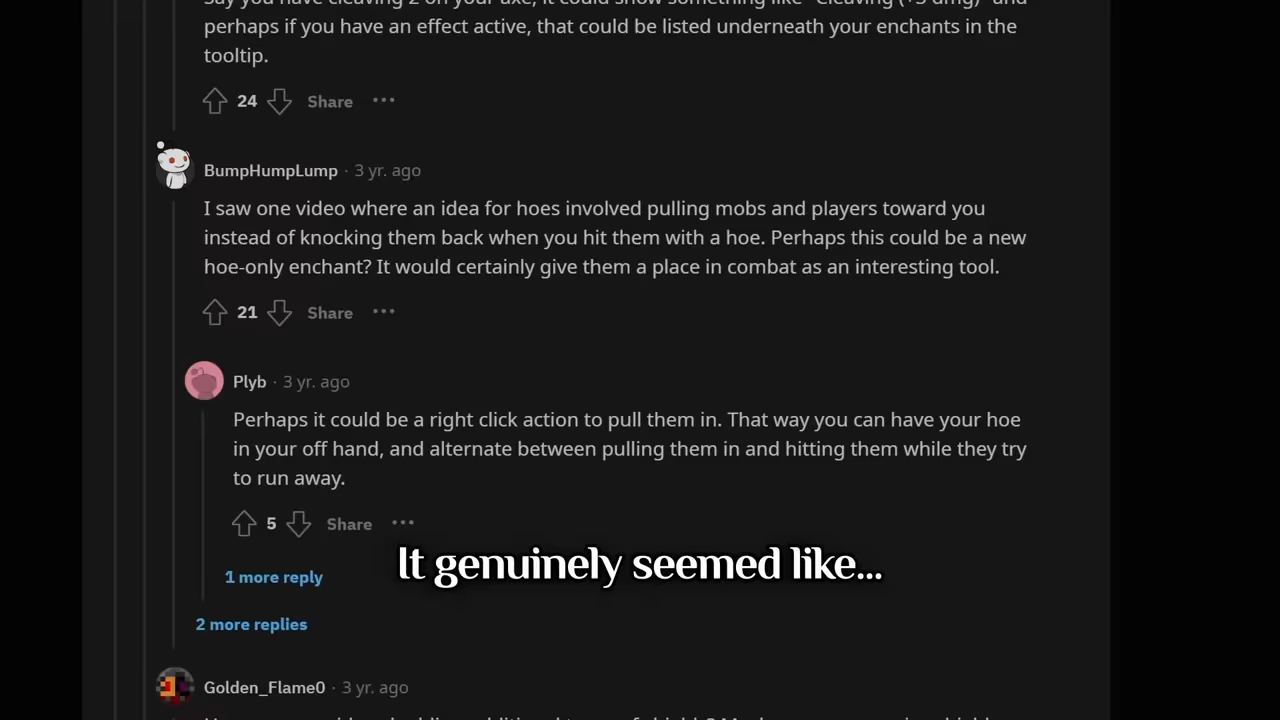 Say you have cleaving 2 on your axe, it could show something like "Cleaving (+3 dmg)" and
perhaps if you have an effect active, that could be listed underneath your enchants in the
tooltip.
24 Share
BumpHumpLump · 3 yr. ago
I saw one video where an idea for hoes involved pulling mobs and players toward you
instead of knocking them back when you hit them with a hoe. Perhaps this could be a new
hoe-only enchant? It would certainly give them a place in combat as an interesting tool.
21 Share
Plyb · 3 yr. ago
Perhaps it could be a right click action to pull them in. That way you can have your hoe
in your off hand, and alternate between pulling them in and hitting them while they try
to run away.
5 Share
It genuinely seemed like...
1 more reply
2 more replies
Golden_Flame0 · 3 yr. ago